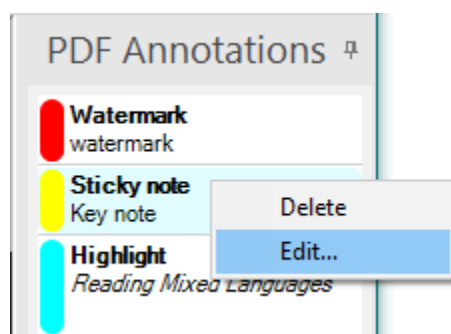 PDF Annotations
Watermark
watermark
Sticky note
Key note
Delete
Edit...
Highlight
Reading Mixed Languages